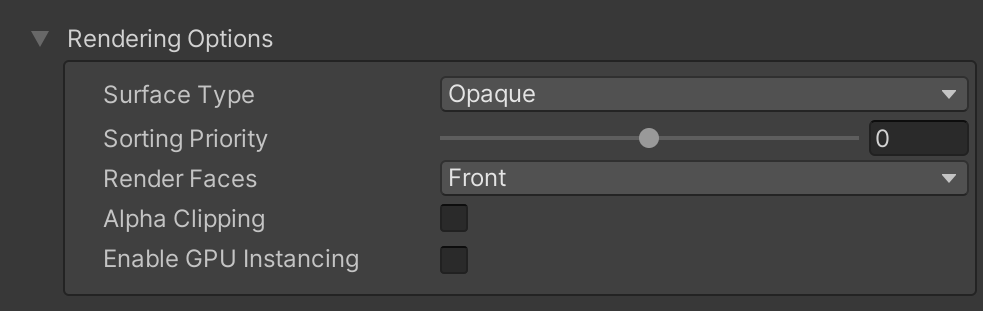 Rendering Options
Surface Type Opaque
Sorting Priority 0
Render Faces Front
Alpha Clipping
Enable GPU Instancing